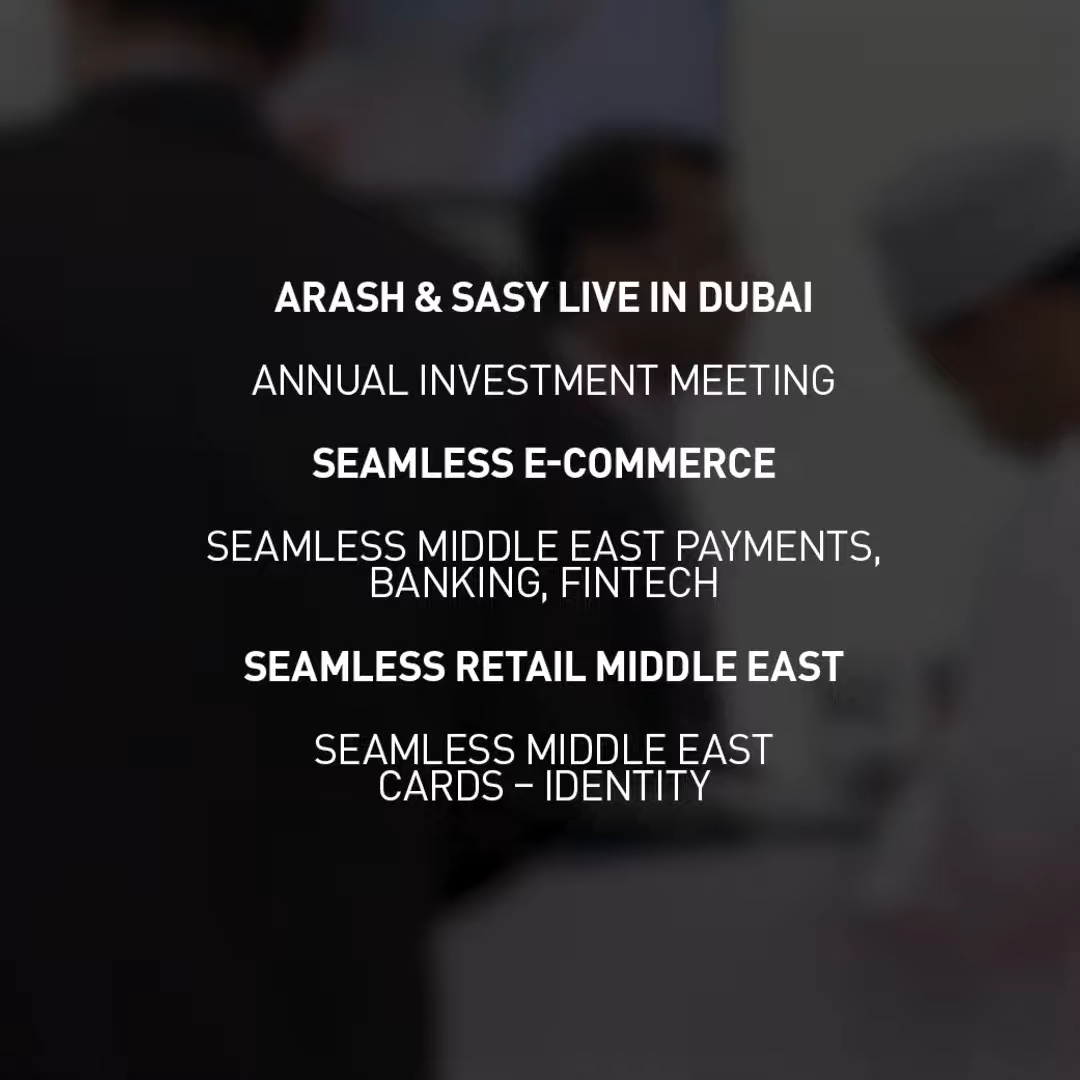 ARASH & SASY LIVE IN DUBAI
ANNUAL INVESTMENT MEETING
SEAMLESS E-COMMERCE
SEAMLESS MIDDLE EAST PAYMENTS,
BANKING, FINTECH
SEAMLESS RETAIL MIDDLE EAST
SEAMLESS MIDDLE EAST
CARDS – IDENTITY